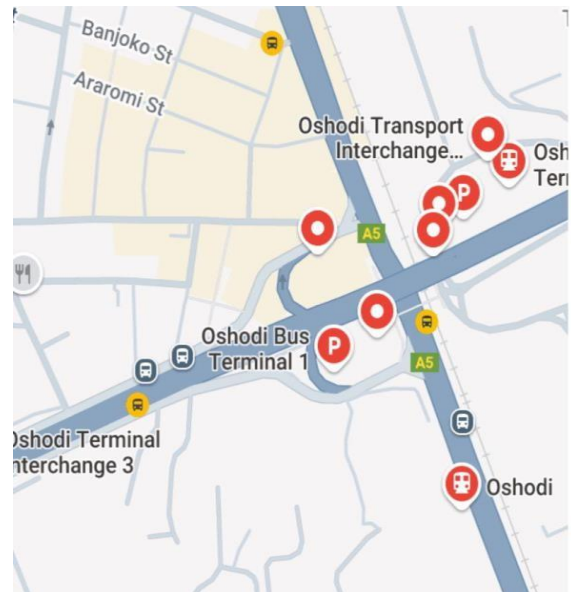 Banjoko St
Araromi St
Oshodi Transport
Interchange...
Osh
Ter
A5
P
Oshodi Bus
Terminal 1
P
A5
Oshodi Terminal
nterchange 3
Oshodi